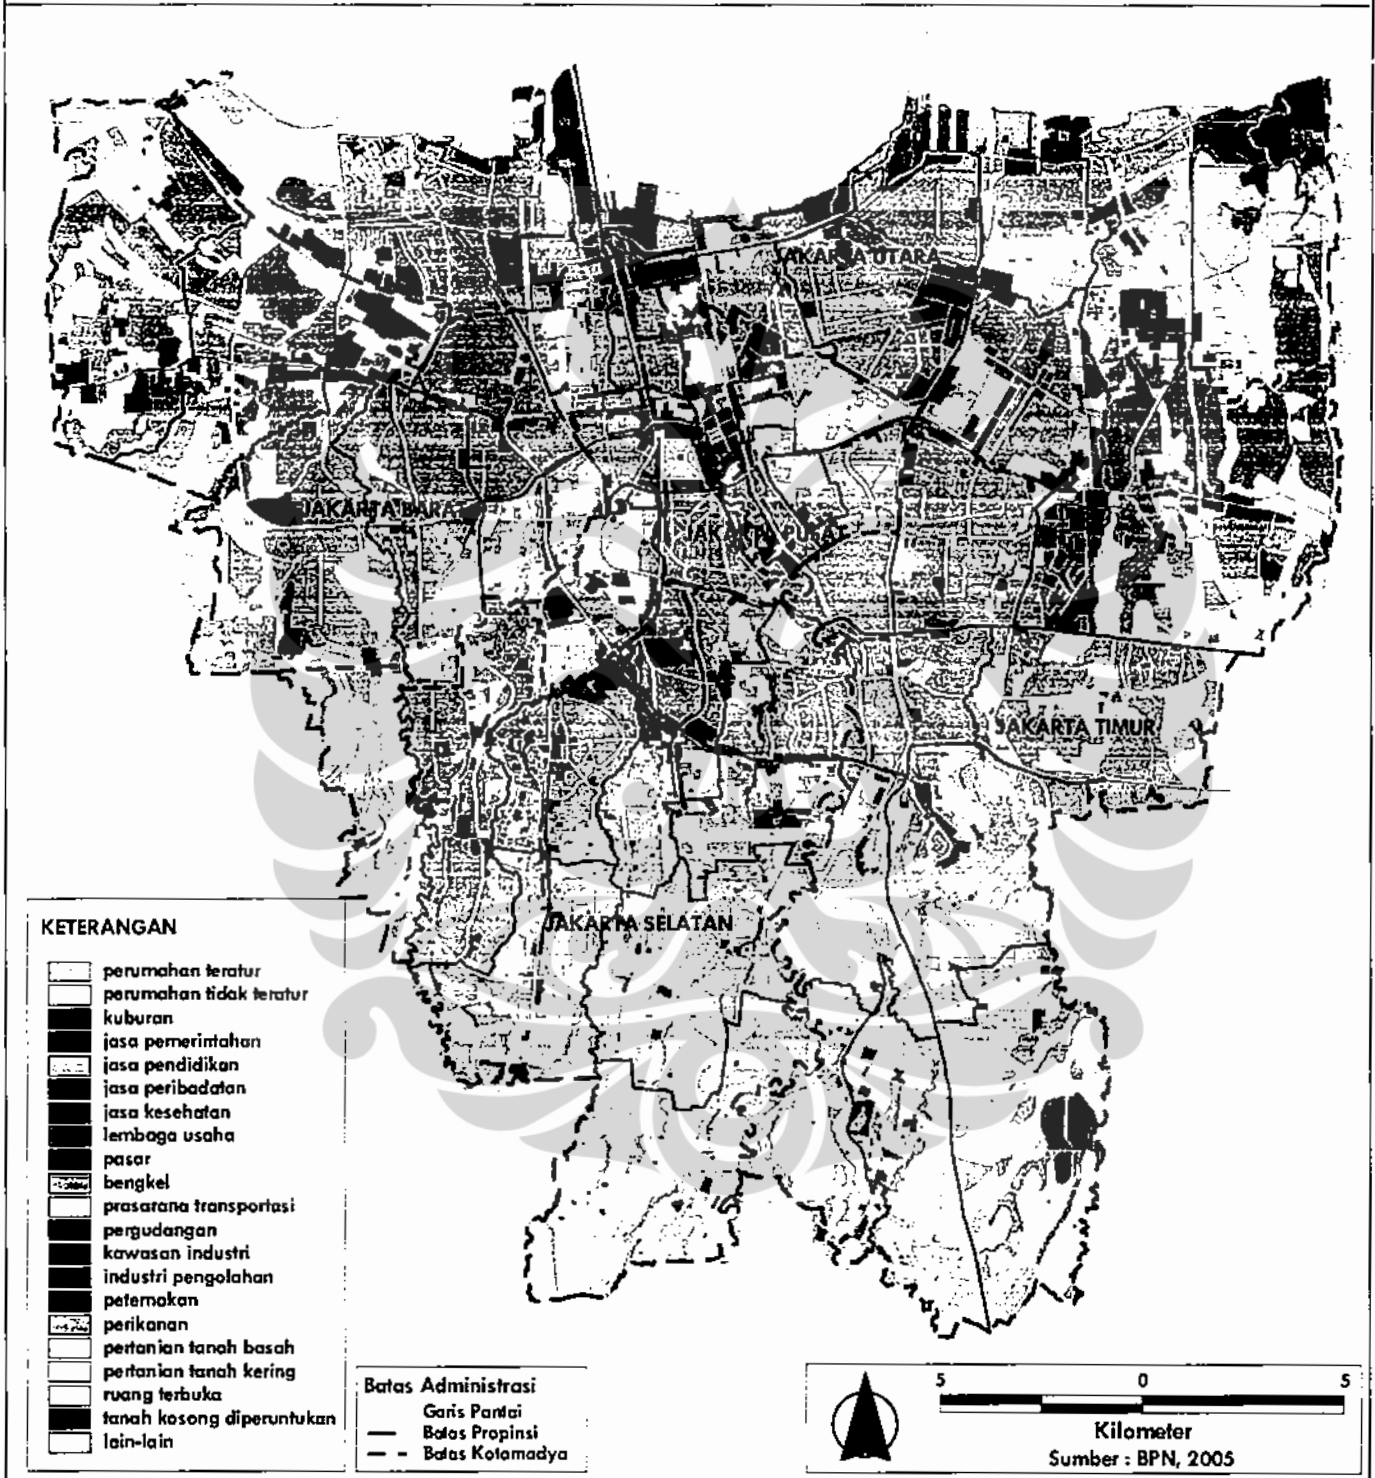 JAKARTA UTARA
JAKARTA BARAT
JAKARTA PUSAT
JAKARTA TIMUR
JAKARTA SELATAN
KETERANGAN
perumahan teratur
perumahan tidak teratur
kuburan
jasa pemerintahan
jasa pendidikan
jasa peribadatan
jasa kesehatan
lembaga usaha
pasar
bengkel
prasarana transportasi
pergudangan
kawasan industri
industri pengolahan
peternakan
perikanan
pertanian tanah basah
pertanian tanah kering
ruang terbuka
tanah kosong diperuntukan
lain-lain
Batas Administrasi
Garis Pantai
Batas Propinsi
Batas Kotamadya
5 0 5
Kilometer
Sumber : BPN, 2005